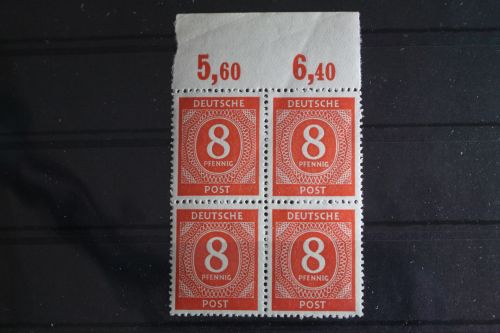 5,60 6,40
DEUTSCHE DEUTSCHE
8 8
PFENNIG PFENNIG
POST POST
DEUTSCHE DEUTSCHE
8 8
PFENNIG PFENNIG
POST POST